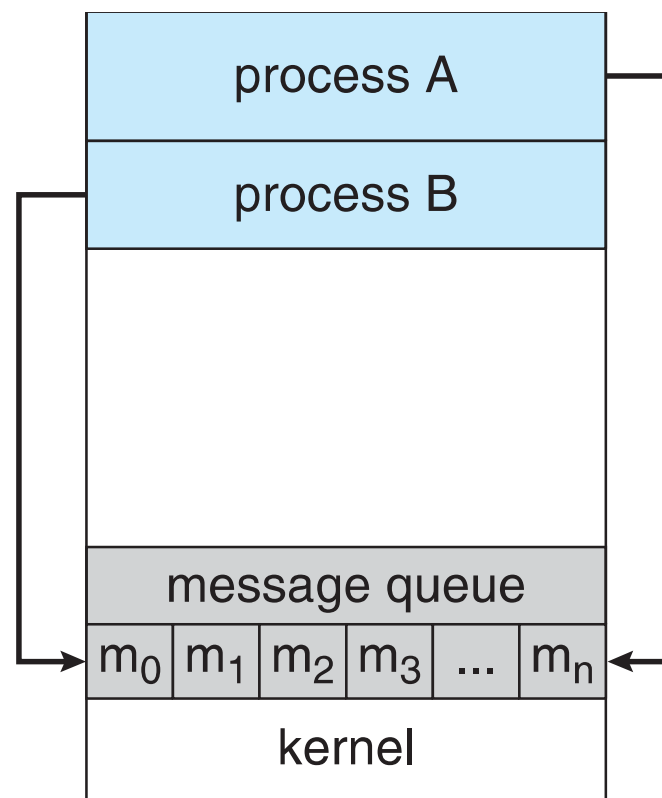 process A
process B
message queue
m₀ m₁ m₂ m₃ ... mₙ
kernel